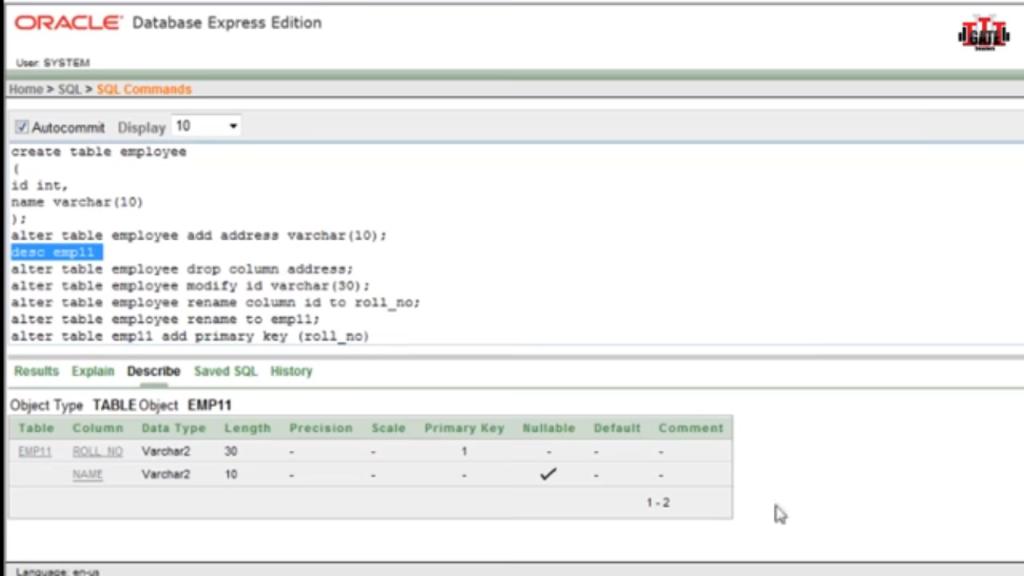 ORACLE Database Express Edition
GATE
User: SYSTEM
Home > SQL > SQL Commands
Autocommit Display 10
create table employee
(
id int,
name varchar(10)
);
alter table employee add address varchar(10);
desc emp11
alter table employee drop column address;
alter table employee modify id varchar(30);
alter table employee rename column id to roll_no;
alter table employee rename to emp11;
alter table emp11 add primary key (roll_no)
Results Explain Describe Saved SQL History
Object Type TABLE Object EMP11
Table Column Data Type Length Precision Scale Primary Key Nullable Default Comment
EMP11 ROLL_NO Varchar2 30 - - 1 - - -
NAME Varchar2 10 - - - ✓ - -
1 - 2
Language: en-us